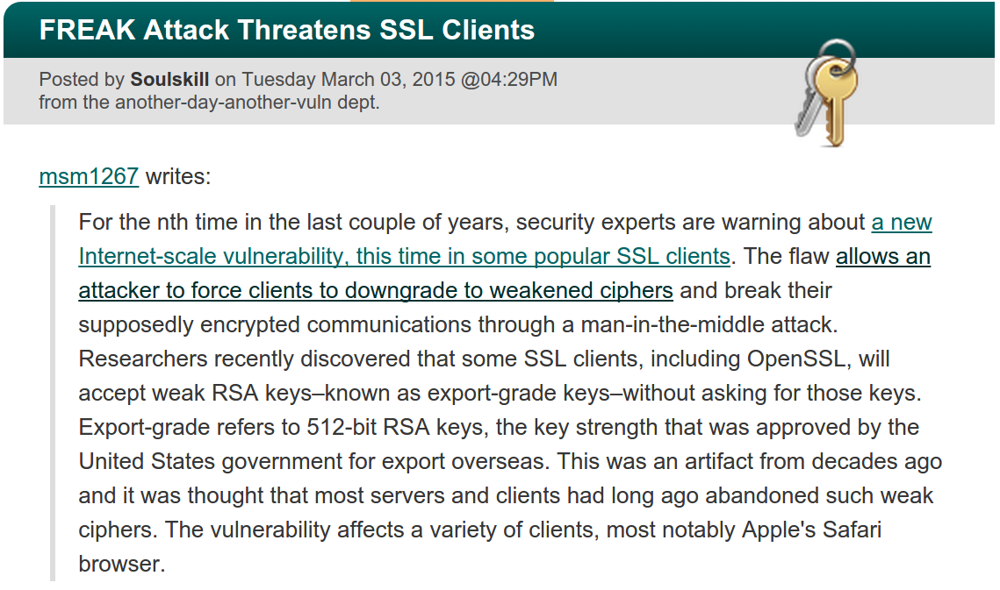 FREAK Attack Threatens SSL Clients
Posted by Soulskill on Tuesday March 03, 2015 @04:29PM
from the another-day-another-vuln dept.
msm1267 writes:
For the nth time in the last couple of years, security experts are warning about a new
Internet-scale vulnerability, this time in some popular SSL clients. The flaw allows an
attacker to force clients to downgrade to weakened ciphers and break their
supposedly encrypted communications through a man-in-the-middle attack.
Researchers recently discovered that some SSL clients, including OpenSSL, will
accept weak RSA keys–known as export-grade keys–without asking for those keys.
Export-grade refers to 512-bit RSA keys, the key strength that was approved by the
United States government for export overseas. This was an artifact from decades ago
and it was thought that most servers and clients had long ago abandoned such weak
ciphers. The vulnerability affects a variety of clients, most notably Apple's Safari
browser.